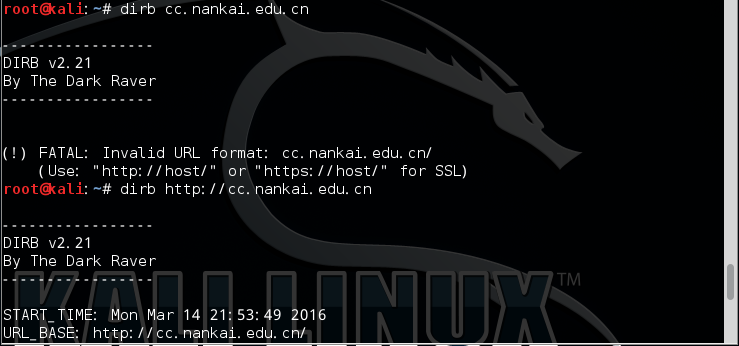 root@kali:~# dirb cc.nankai.edu.cn
-----------------
DIRB v2.21
By The Dark Raver
-----------------
(!) FATAL: Invalid URL format: cc.nankai.edu.cn/
    (Use: "http://host/" or "https://host/" for SSL)
root@kali:~# dirb http://cc.nankai.edu.cn
-----------------
DIRB v2.21
By The Dark Raver
-----------------
START_TIME: Mon Mar 14 21:53:49 2016
URL_BASE: http://cc.nankai.edu.cn/
KALI LINUX™